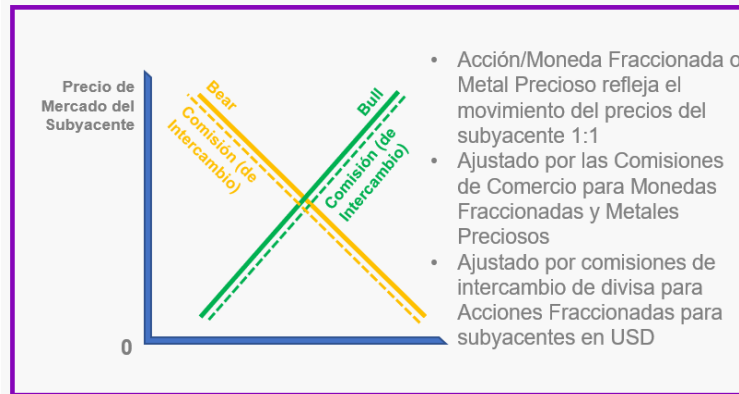 Precio de
Mercado del
Subyacente
Bear
Comisión (de
Intercambio)
Bull
Comisión (de
Intercambio)
0
• Acción/Moneda Fraccionada o
Metal Precioso refleja el
movimiento del precios del
subyacente 1:1
• Ajustado por las Comisiones
de Comercio para Monedas
Fraccionadas y Metales
Preciosos
• Ajustado por comisiones de
intercambio de divisa para
Acciones Fraccionadas para
subyacentes en USD